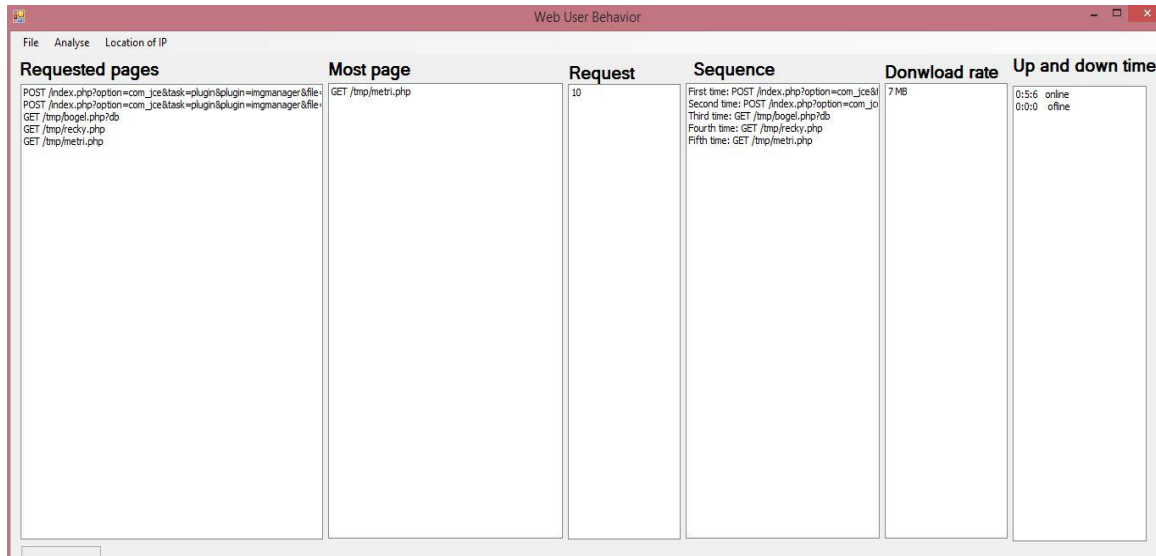 Web User Behavior
File Analyse Location of IP
Requested pages
POST /index.php?option=com_jce&task=plugin&plugin=imgmanager&file=
POST /index.php?option=com_jce&task=plugin&plugin=imgmanager&file=
GET /tmp/bogel.php?db
GET /tmp/recky.php
GET /tmp/metri.php
Most page
GET /tmp/metri.php
Request
10
Sequence
First time: POST /index.php?option=com_jce&
Second time: POST /index.php?option=com_jc
Third time: GET /tmp/bogel.php?db
Fourth time: GET /tmp/recky.php
Fifth time: GET /tmp/metri.php
Donwload rate
7 MB
Up and down time
0:5:6 online
0:0:0 ofline